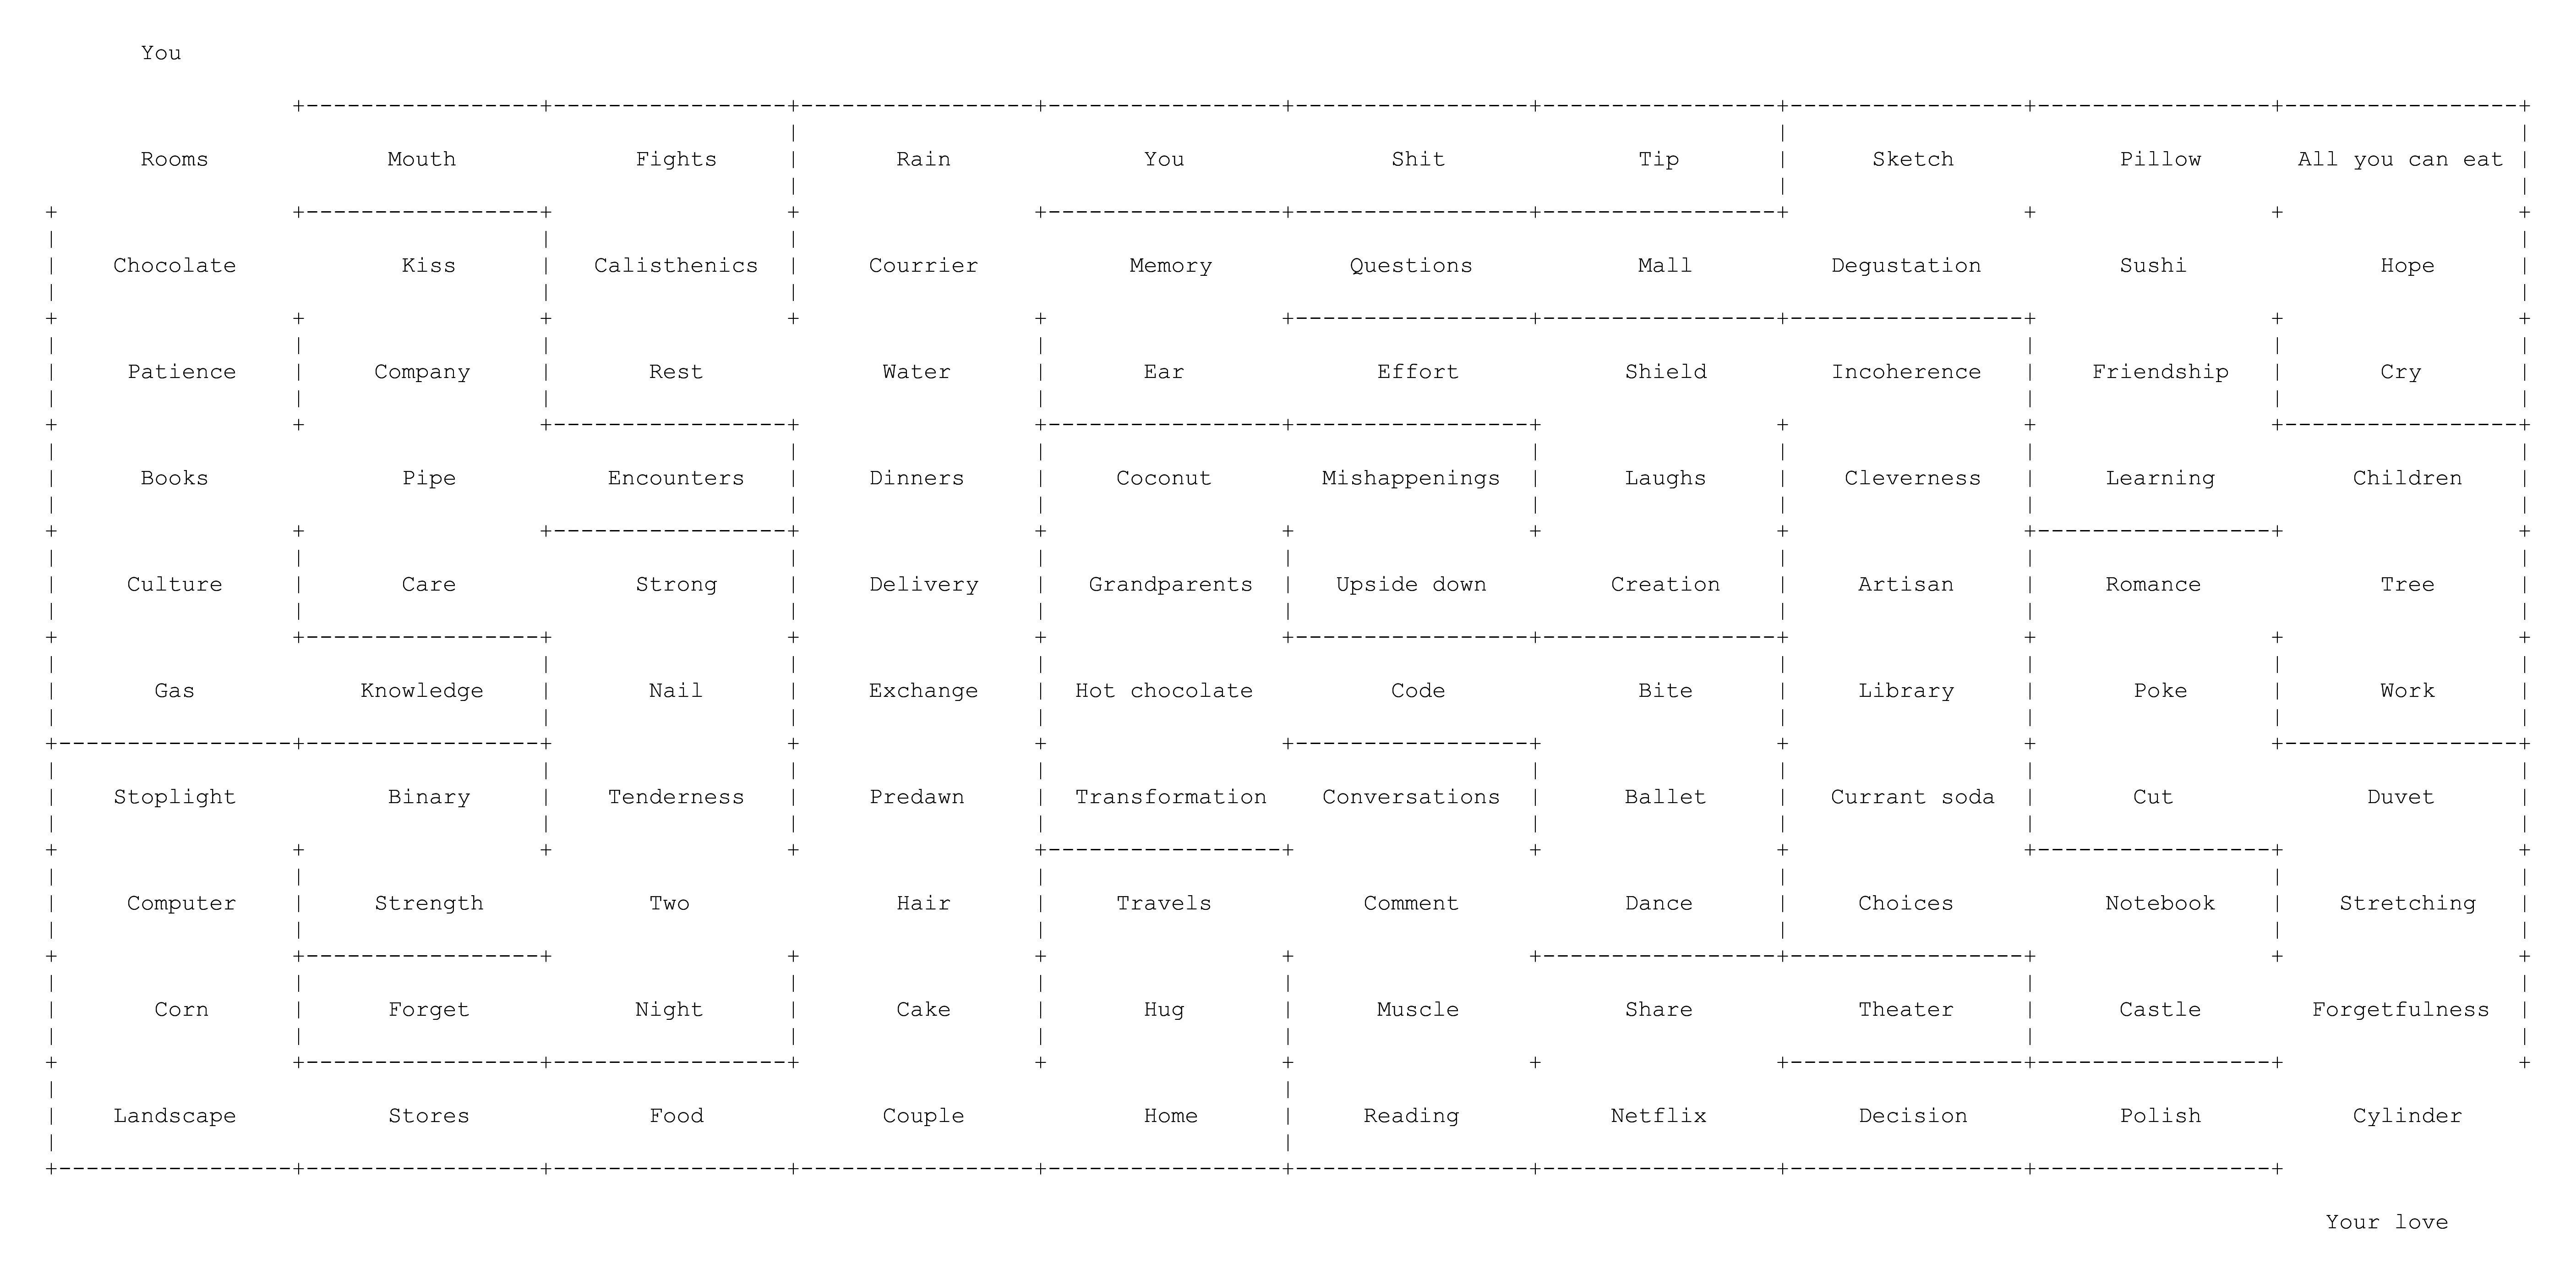 You
Rooms Mouth Fights Rain You Shit Tip Sketch Pillow All you can eat
Chocolate Kiss Calisthenics Courrier Memory Questions Mall Degustation Sushi Hope
Patience Company Rest Water Ear Effort Shield Incoherence Friendship Cry
Books Pipe Encounters Dinners Coconut Mishappenings Laughs Cleverness Learning Children
Culture Care Strong Delivery Grandparents Upside down Creation Artisan Romance Tree
Gas Knowledge Nail Exchange Hot chocolate Code Bite Library Poke Work
Stoplight Binary Tenderness Predawn Transformation Conversations Ballet Currant soda Cut Duvet
Computer Strength Two Hair Travels Comment Dance Choices Notebook Stretching
Corn Forget Night Cake Hug Muscle Share Theater Castle Forgetfulness
Landscape Stores Food Couple Home Reading Netflix Decision Polish Cylinder
Your love